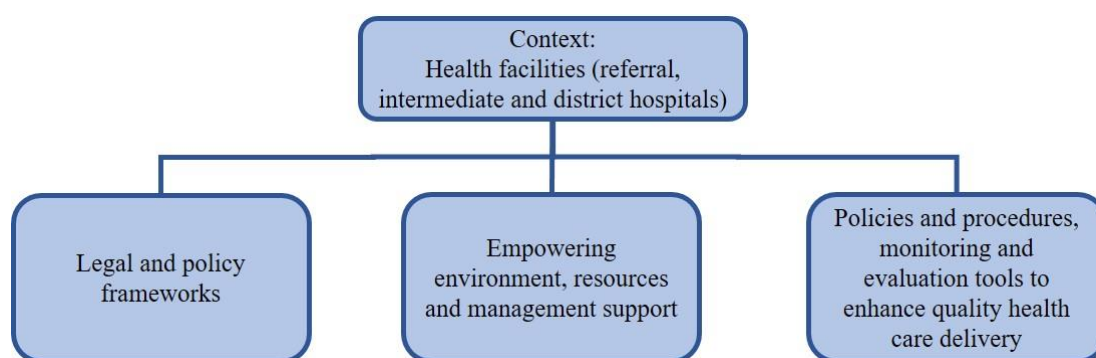 Context:
Health facilities (referral,
intermediate and district hospitals)
Legal and policy
frameworks
Empowering
environment, resources
and management support
Policies and procedures,
monitoring and
evaluation tools to
enhance quality health
care delivery